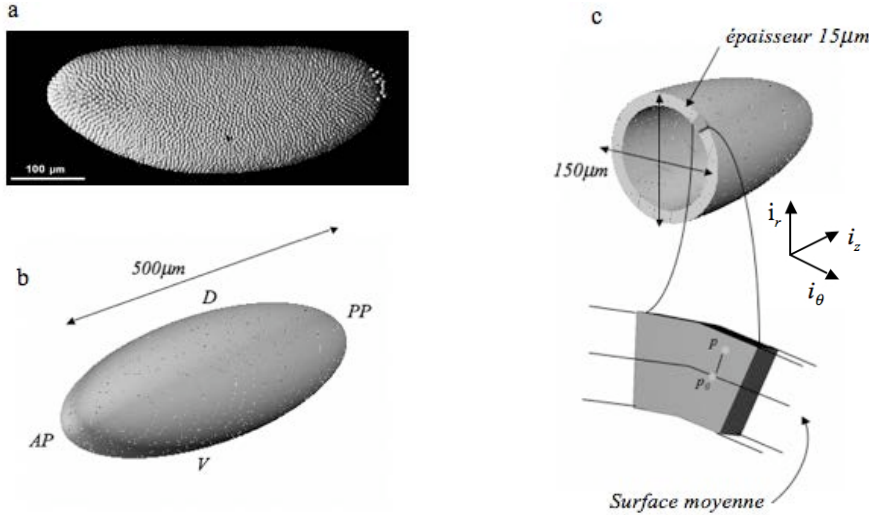 a
100 μm
b
500μm
D
PP
AP
V
c
épaisseur 15μm
150μm
i_r
i_z
i_θ
p
p_0
Surface moyenne